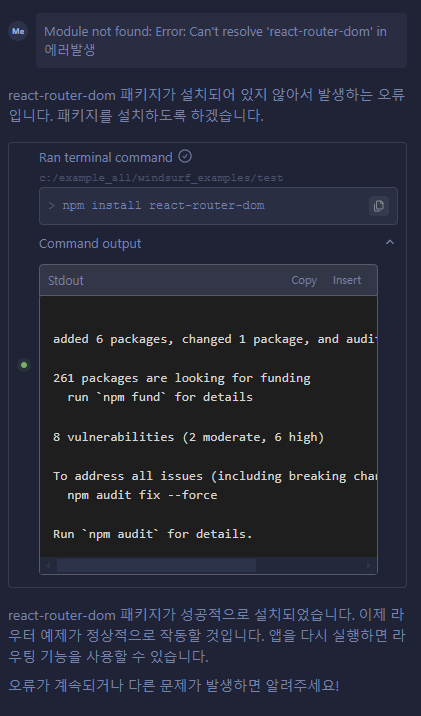 Me
Module not found: Error: Can't resolve 'react-router-dom' in
에러발생
react-router-dom 패키지가 설치되어 있지 않아서 발생하는 오류
입니다. 패키지를 설치하도록 하겠습니다.
Ran terminal command
c:/example_all/windsurf_examples/test
> npm install react-router-dom
Command output
Stdout Copy Insert
added 6 packages, changed 1 package, and audit
261 packages are looking for funding
run `npm fund` for details
8 vulnerabilities (2 moderate, 6 high)
To address all issues (including breaking chan
npm audit fix --force
Run `npm audit` for details.
react-router-dom 패키지가 성공적으로 설치되었습니다. 이제 라
우터 예제가 정상적으로 작동할 것입니다. 앱을 다시 실행하면 라
우팅 기능을 사용할 수 있습니다.
오류가 계속되거나 다른 문제가 발생하면 알려주세요!